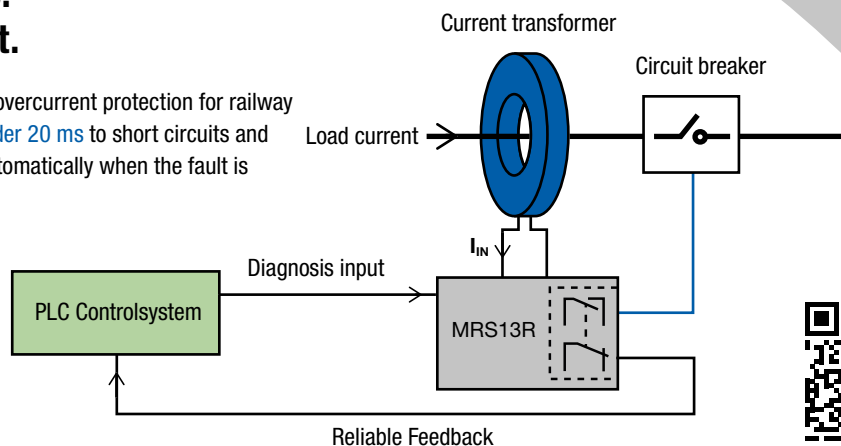 t.
Current transformer
Circuit breaker
overcurrent protection for railway
der 20 ms to short circuits and
tomatically when the fault is
Load current
I_IN
Diagnosis input
PLC Controlsystem
MRS13R
Reliable Feedback